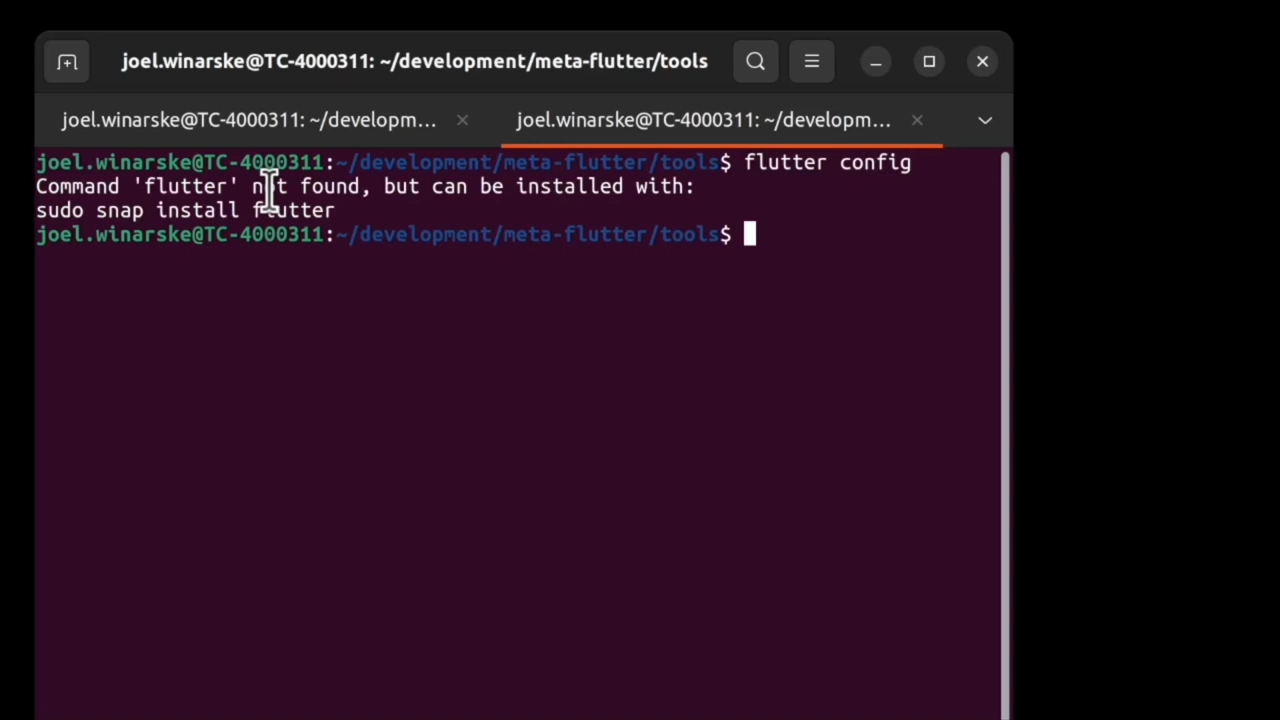 joel.winarske@TC-4000311: ~/development/meta-flutter/tools
joel.winarske@TC-4000311: ~/developm…
joel.winarske@TC-4000311: ~/developm…
joel.winarske@TC-4000311:~/development/meta-flutter/tools$ flutter config
Command 'flutter' not found, but can be installed with:
sudo snap install flutter
joel.winarske@TC-4000311:~/development/meta-flutter/tools$